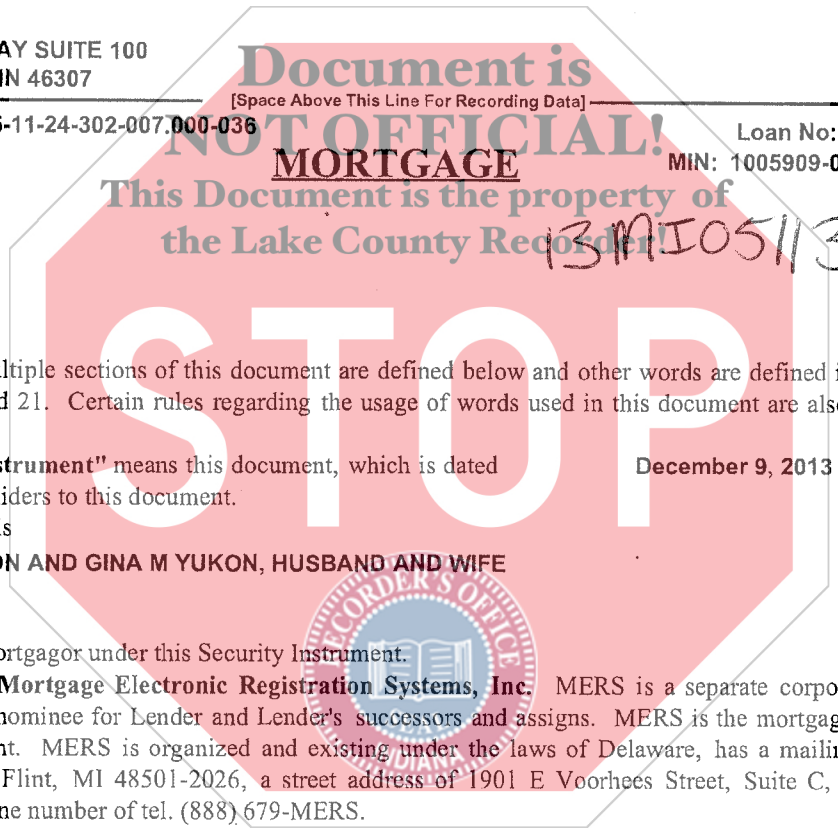 AY SUITE 100
IN 46307
Document is
[Space Above This Line For Recording Data]
5-11-24-302-007.000-036
NOT OFFICIAL!
Loan No:
MORTGAGE
MIN: 1005909-0
This Document is the property of
the Lake County Recorder!
13MI05113
STOP
ltiple sections of this document are defined below and other words are defined i
d 21. Certain rules regarding the usage of words used in this document are also
strument" means this document, which is dated December 9, 2013
iders to this document.
is
ON AND GINA M YUKON, HUSBAND AND WIFE
RECORDER'S OFFICE
ortgagor under this Security Instrument.
Mortgage Electronic Registration Systems, Inc. MERS is a separate corpo
nominee for Lender and Lender's successors and assigns. MERS is the mortgag
nt. MERS is organized and existing under the laws of Delaware, has a mailin
Flint, MI 48501-2026, a street address of 1901 E Voorhees Street, Suite C,
INDIANA
ne number of tel. (888) 679-MERS.